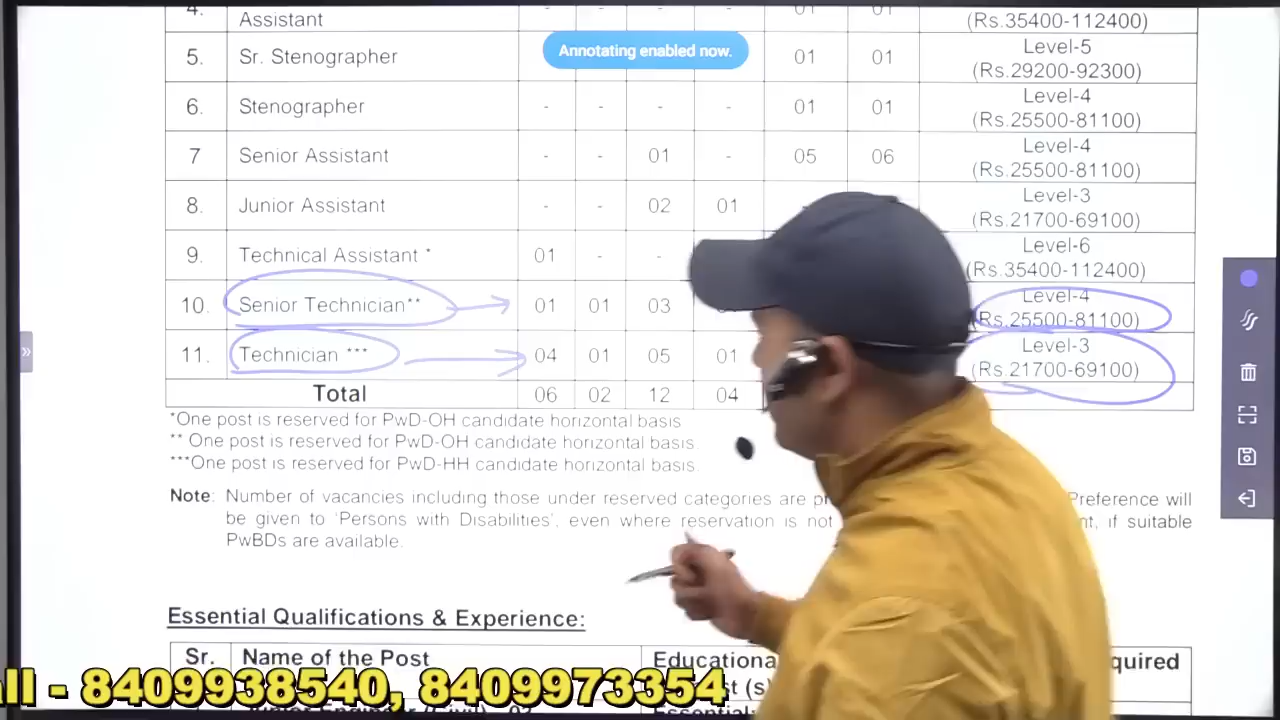 4. Assistant 01 01 (Rs.35400-112400)
Annotating enabled now.
5. Sr. Stenographer 01 01 Level-5 (Rs.29200-92300)
6. Stenographer - - - - 01 01 Level-4 (Rs.25500-81100)
7 Senior Assistant - - 01 - 05 06 Level-4 (Rs.25500-81100)
8. Junior Assistant - - 02 01 Level-3 (Rs.21700-69100)
9. Technical Assistant * 01 - - Level-6 (Rs.35400-112400)
10. Senior Technician** 01 01 03 Level-4 (Rs.25500-81100)
11. Technician *** 04 01 05 01 Level-3 (Rs.21700-69100)
Total 06 02 12 04
*One post is reserved for PwD-OH candidate horizontal basis
** One post is reserved for PwD-OH candidate horizontal basis.
***One post is reserved for PwD-HH candidate horizontal basis.
Note: Number of vacancies including those under reserved categories are Preference will
be given to 'Persons with Disabilities', even where reservation is not if suitable
PwBDs are available.
Essential Qualifications & Experience:
Sr. Name of the Post Educational
- 8409938540, 8409973354